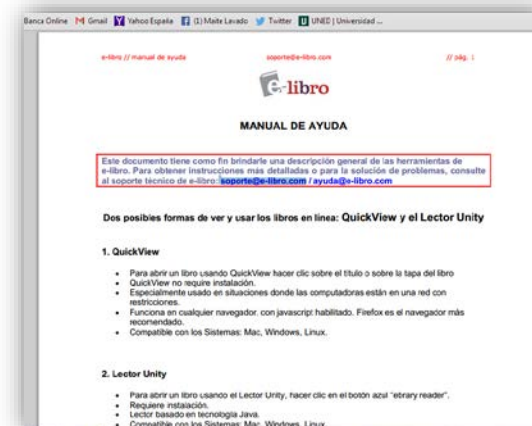 Banca Online Gmail Yahoo España (1) Maite Lavado Twitter UNED | Universidad ...
e-libro // manual de ayuda soporte@e-libro.com // pág. 1
e-libro
MANUAL DE AYUDA
Este documento tiene como fin brindarle una descripción general de las herramientas de
e-libro. Para obtener instrucciones más detalladas o para la solución de problemas, consulte
al soporte técnico de e-libro: soporte@e-libro.com / ayuda@e-libro.com
Dos posibles formas de ver y usar los libros en línea: QuickView y el Lector Unity
1. QuickView
• Para abrir un libro usando QuickView hacer clic sobre el título o sobre la tapa del libro
• QuickView no require instalación.
• Especialmente usado en situaciones donde las computadoras están en una red con
restricciones.
• Funciona en cualquier navegador, con javascript habilitado. Firefox es el navegador más
recomendado.
• Compatible con los Sistemas: Mac, Windows, Linux.
2. Lector Unity
• Para abrir un libro usando el Lector Unity, hacer clic en el botón azul "ebrary reader".
• Requiere instalación.
• Lector basado en tecnología Java.
• Compatible con los Sistemas: Mac, Windows, Linux